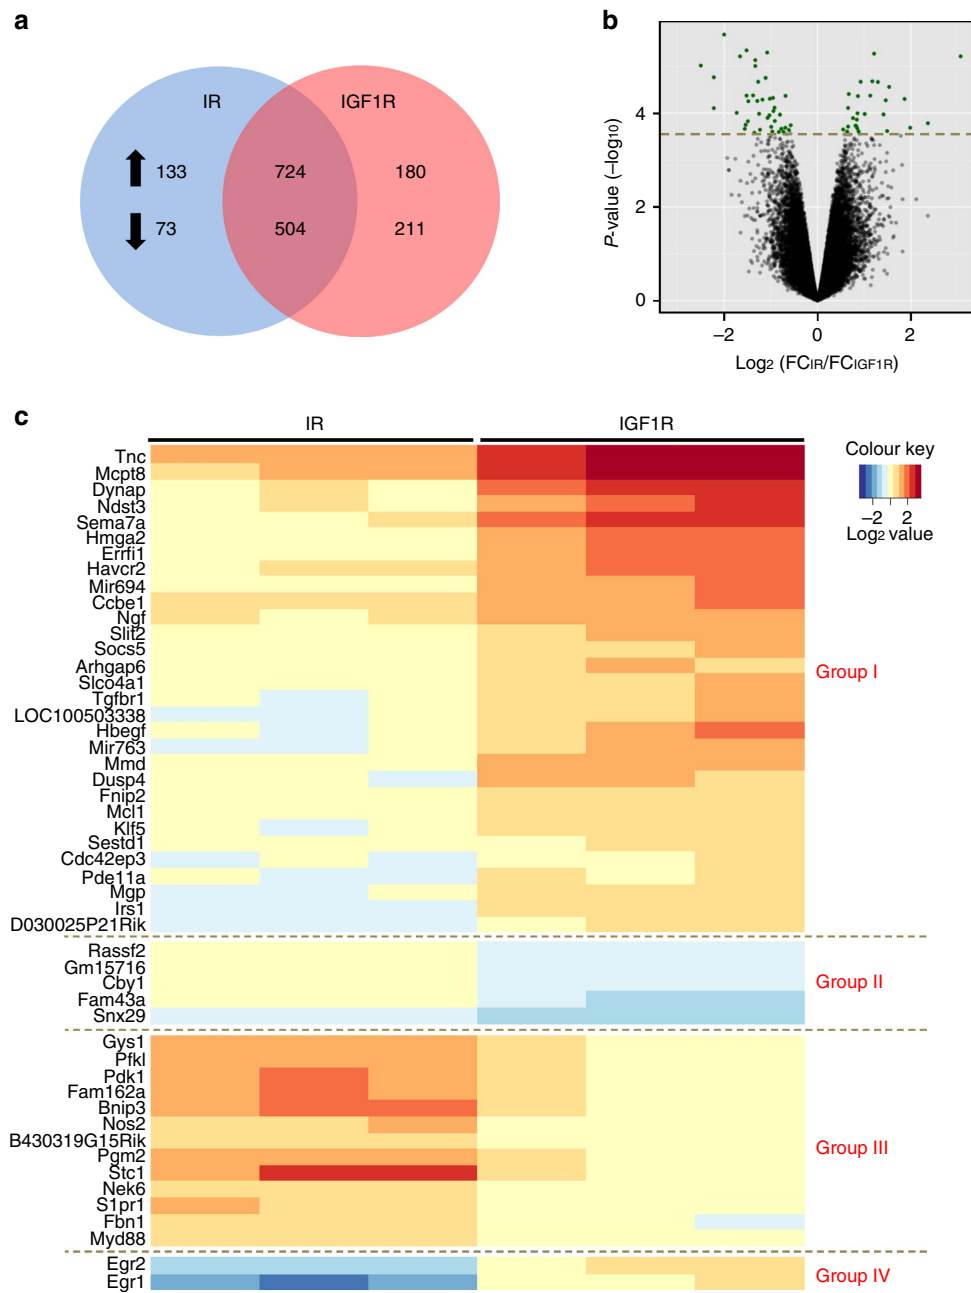 a
IR
IGF1R
133
724
180
73
504
211
b
P-value (–log10)
4
2
0
–2
0
2
Log2 (FCIR/FCIGF1R)
c
IR
IGF1R
Colour key
–2
2
Log2 value
Tnc
Mcpt8
Dynap
Ndst3
Sema7a
Hmga2
Errfi1
Havcr2
Mir694
Ccbe1
Ngf
Slit2
Socs5
Arhgap6
Slco4a1
Tgfbr1
LOC100503338
Hbegf
Mir763
Mmd
Dusp4
Fnip2
Mcl1
Klf5
Sestd1
Cdc42ep3
Pde11a
Mgp
Irs1
D030025P21Rik
Group I
Rassf2
Gm15716
Cby1
Fam43a
Snx29
Group II
Gys1
Pfkl
Pdk1
Fam162a
Bnip3
Nos2
B430319G15Rik
Pgm2
Stc1
Nek6
S1pr1
Fbn1
Myd88
Group III
Egr2
Egr1
Group IV